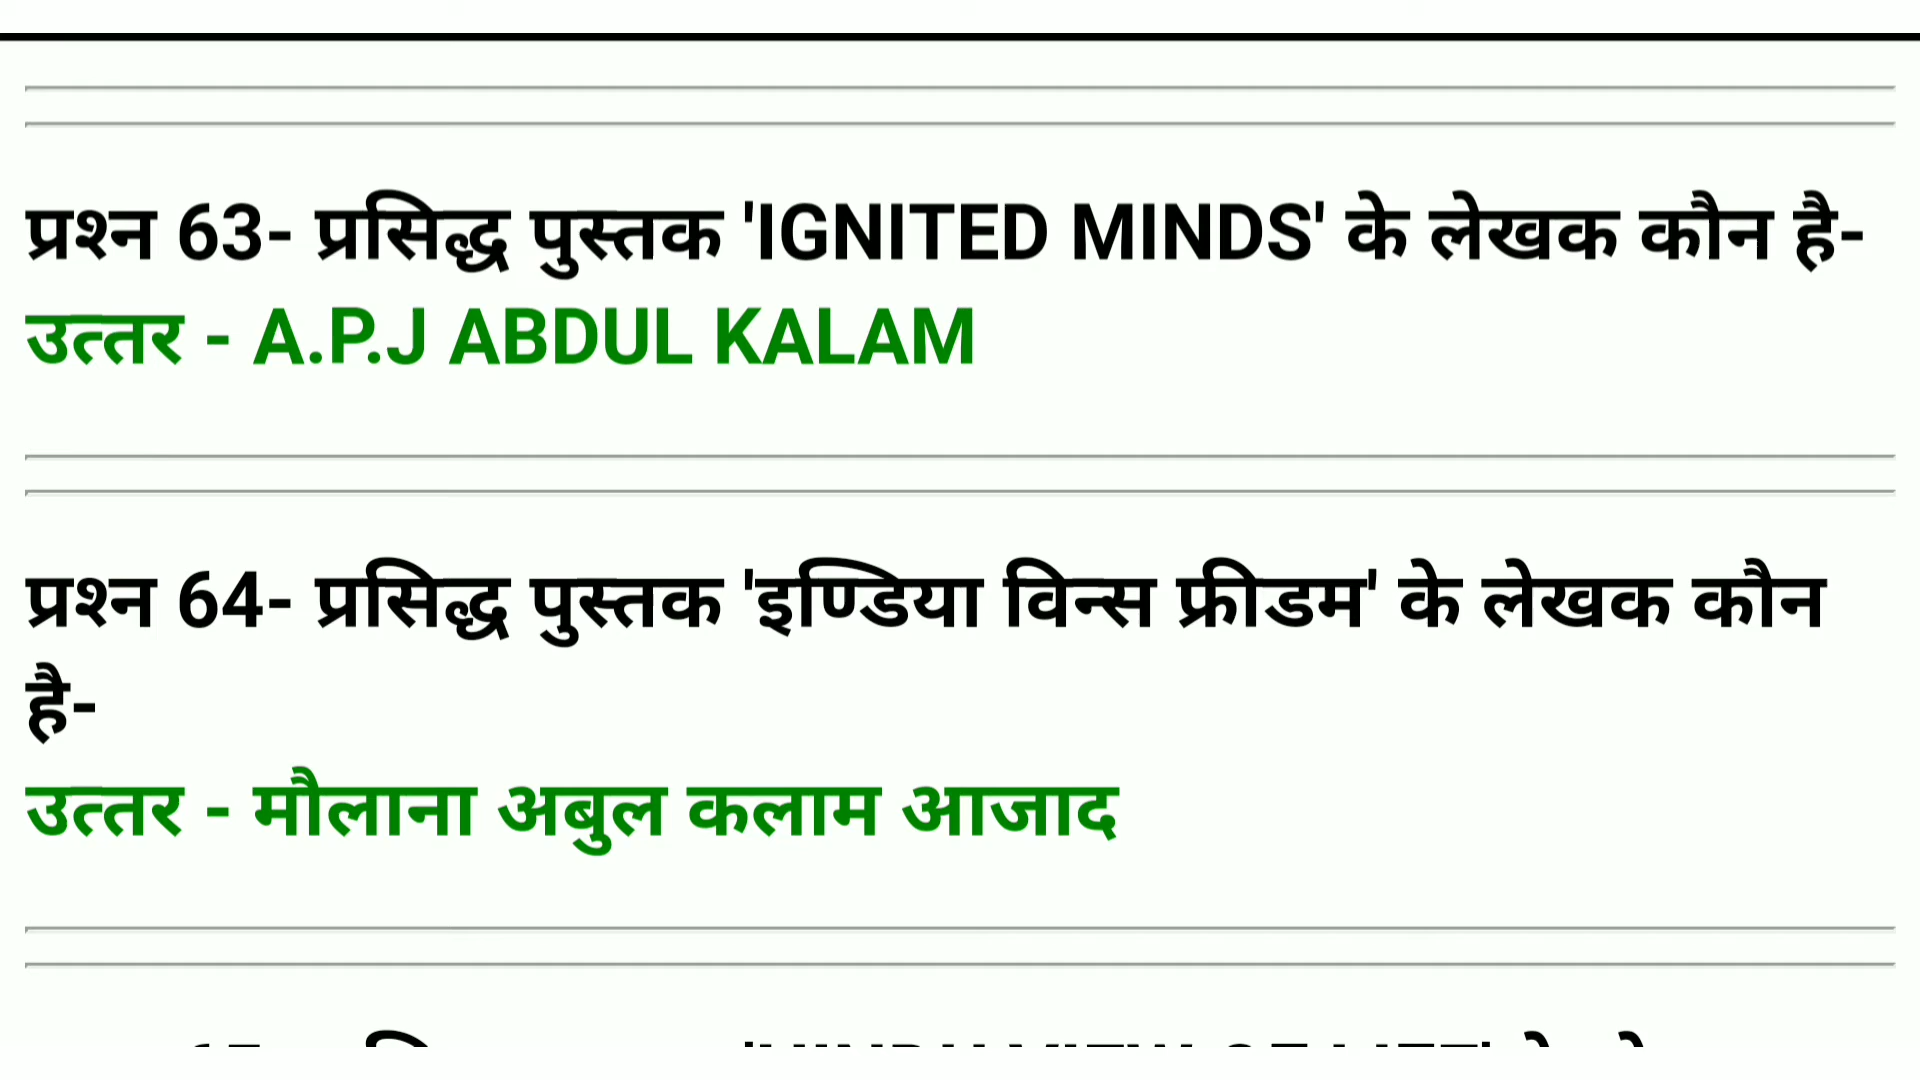 प्रश्न 63- प्रसिद्ध पुस्तक 'IGNITED MINDS' के लेखक कौन है-
उत्तर - A.P.J ABDUL KALAM
प्रश्न 64- प्रसिद्ध पुस्तक 'इण्डिया विन्स फ्रीडम' के लेखक कौन
है-
उत्तर - मौलाना अबुल कलाम आजाद